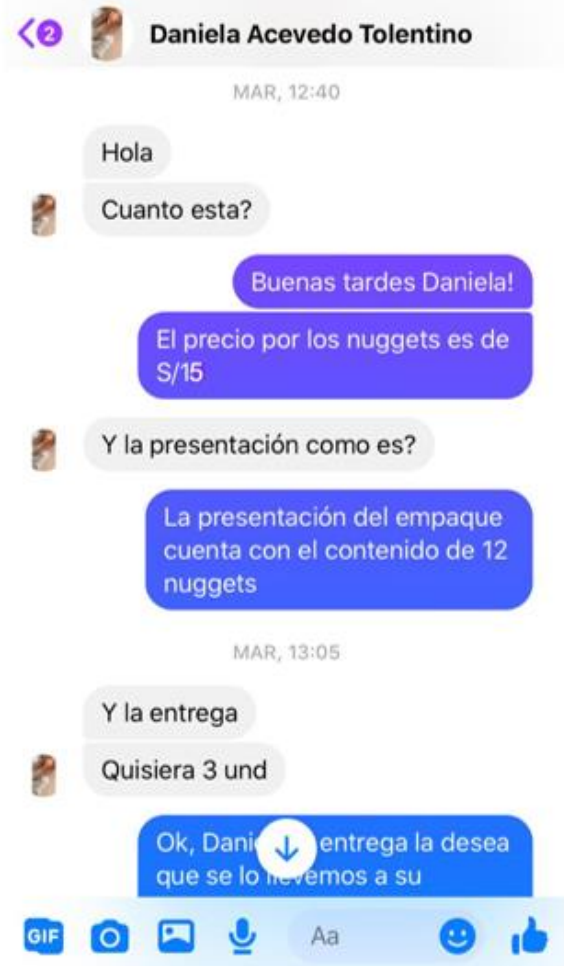 2
Daniela Acevedo Tolentino
MAR, 12:40
Hola
Cuanto esta?
Buenas tardes Daniela!
El precio por los nuggets es de
S/15
Y la presentación como es?
La presentación del empaque
cuenta con el contenido de 12
nuggets
MAR, 13:05
Y la entrega
Quisiera 3 und
Ok, entrega la desea
que se lo a su
GIF
Aa